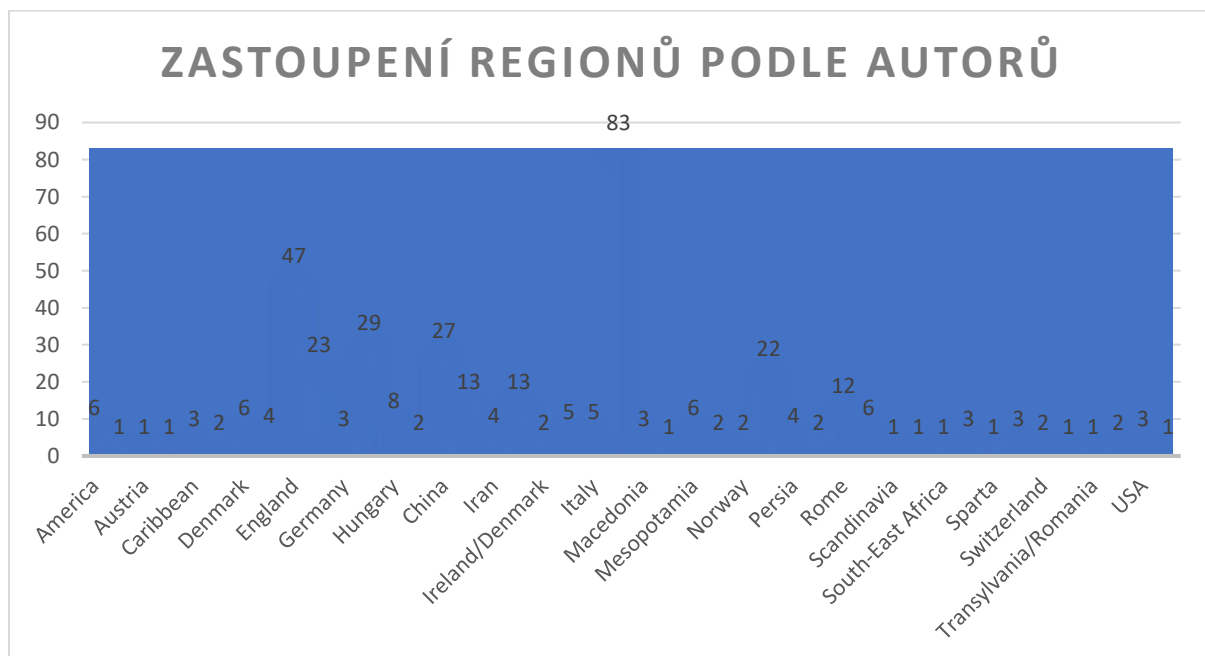 ZASTOUPENÍ REGIONŮ PODLE AUTORŮ
90
80
70
60
50
40
30
20
10
0
6
1
1
1
3
2
6
4
47
23
3
29
8
2
27
13
4
13
2
5
5
83
3
1
6
2
2
22
4
2
12
6
1
1
1
3
1
3
2
1
1
2
3
1
America
Austria
Caribbean
Denmark
England
Germany
Hungary
China
Iran
Ireland/Denmark
Italy
Macedonia
Mesopotamia
Norway
Persia
Rome
Scandinavia
South-East Africa
Sparta
Switzerland
Transylvania/Romania
USA